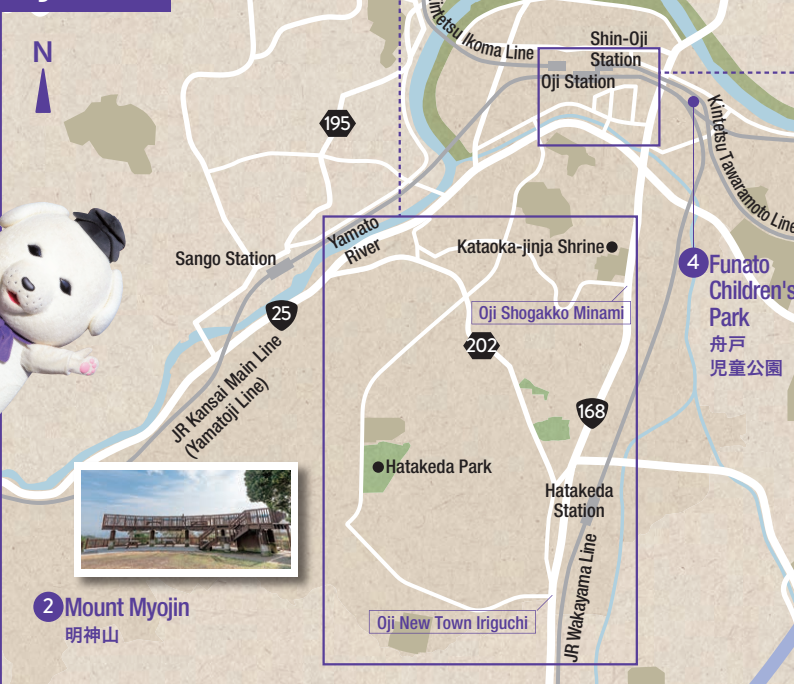 N
Kintetsu Ikoma Line
Shin-Oji
Station
Oji Station
195
Kintetsu Tawaramoto Line
Yamato
River
Sango Station
Kataoka-jinja Shrine
4 Funato
Children's
Park
舟戸
児童公園
25
Oji Shogakko Minami
202
JR Kansai Main Line
(Yamatoji Line)
168
Hatakeda Park
Hatakeda
Station
JR Wakayama Line
2 Mount Myojin
明神山
Oji New Town Iriguchi